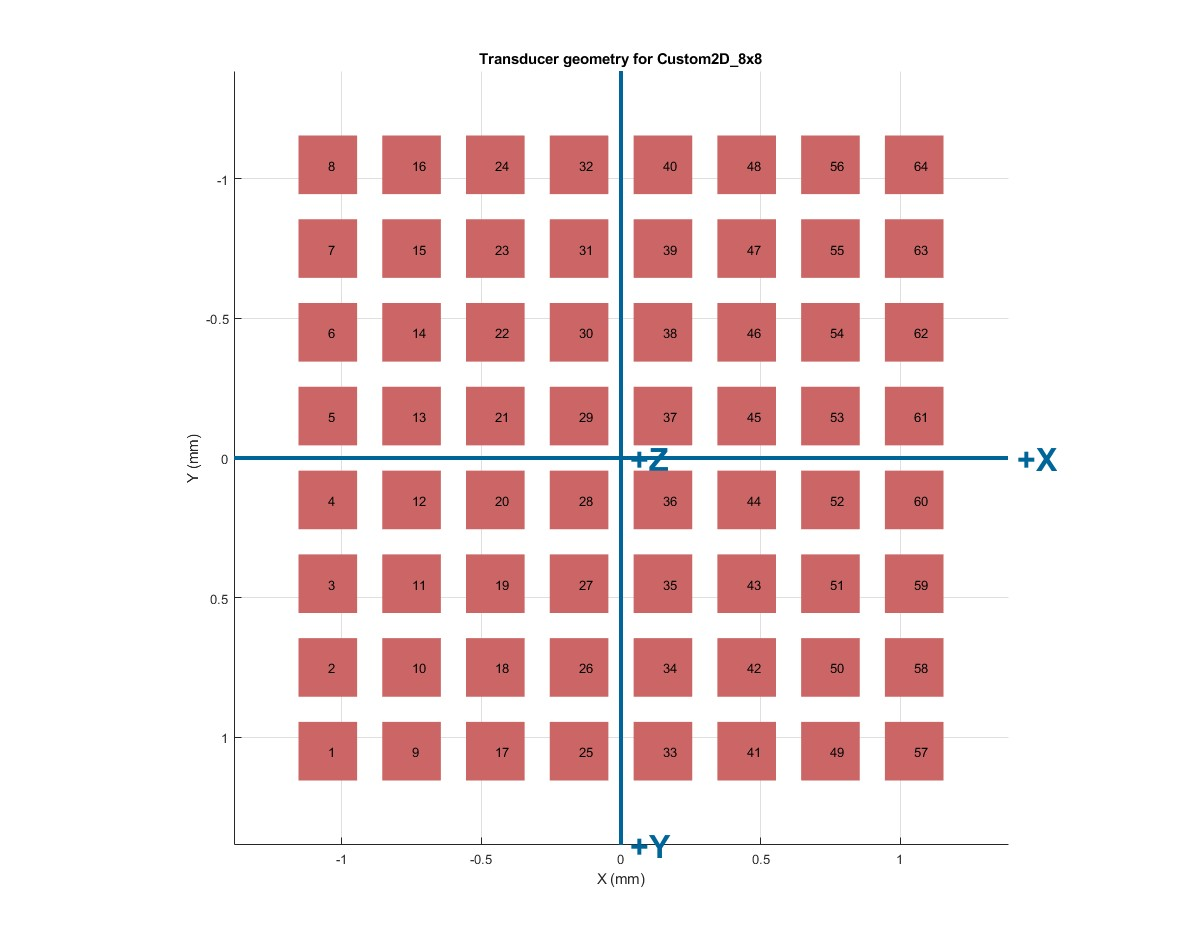 Transducer geometry for Custom2D_8x8
8 16 24 32 40 48 56 64
-1
7 15 23 31 39 47 55 63
-0.5
6 14 22 30 38 46 54 62
5 13 21 29 37 45 53 61
Y (mm)
0 +Z +X
4 12 20 28 36 44 52 60
3 11 19 27 35 43 51 59
0.5
2 10 18 26 34 42 50 58
1
1 9 17 25 33 41 49 57
+Y
-1 -0.5 0 0.5 1
X (mm)